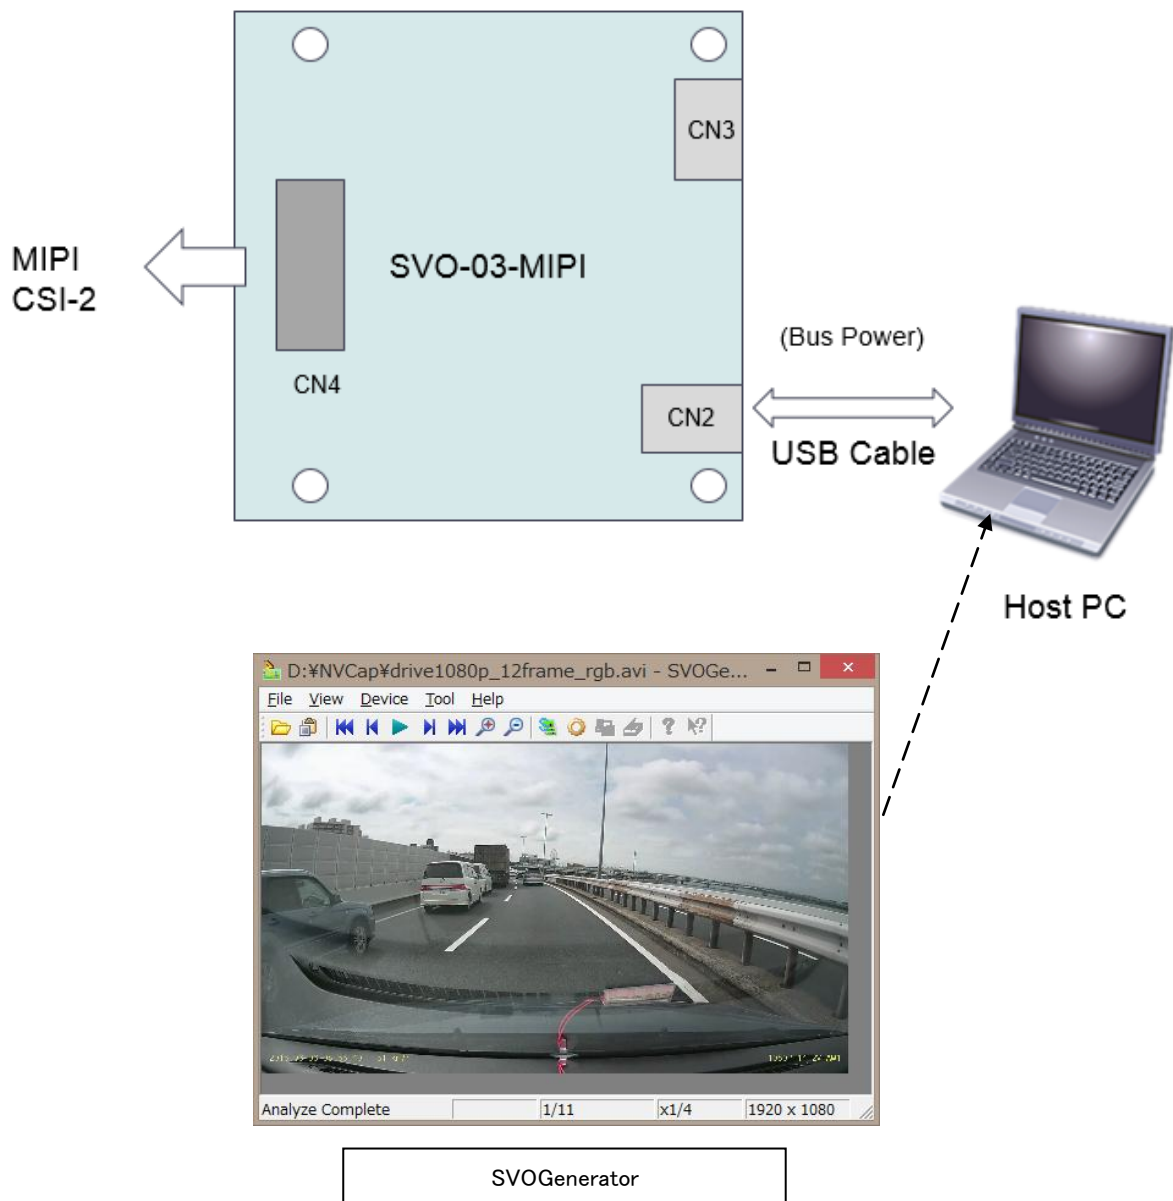 CN3
MIPI
CSI-2
SVO-03-MIPI
(Bus Power)
CN4
CN2
USB Cable
Host PC
D:¥NVCap¥drive1080p_12frame_rgb.avi - SVOGe...
File View Device Tool Help
Analyze Complete 1/11 x1/4 1920 x 1080
SVOGenerator